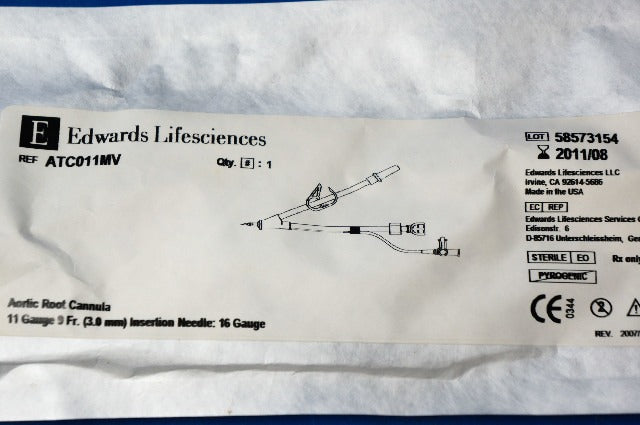 E Edwards Lifesciences
REF ATC011MV Qty. # : 1
LOT 58573154
2011/08
Edwards Lifesciences LLC
Irvine, CA 92614-5686
Made in the USA
EC REP
Edwards Lifesciences Services
Edisonstr. 6
D-85716 Unterschleissheim,
STERILE EO Rx only
PYROGENIC
CE 0344
REV.
Aortic Root Cannula
11 Gauge 9 Fr. (3.0 mm) Insertion Needle: 16 Gauge